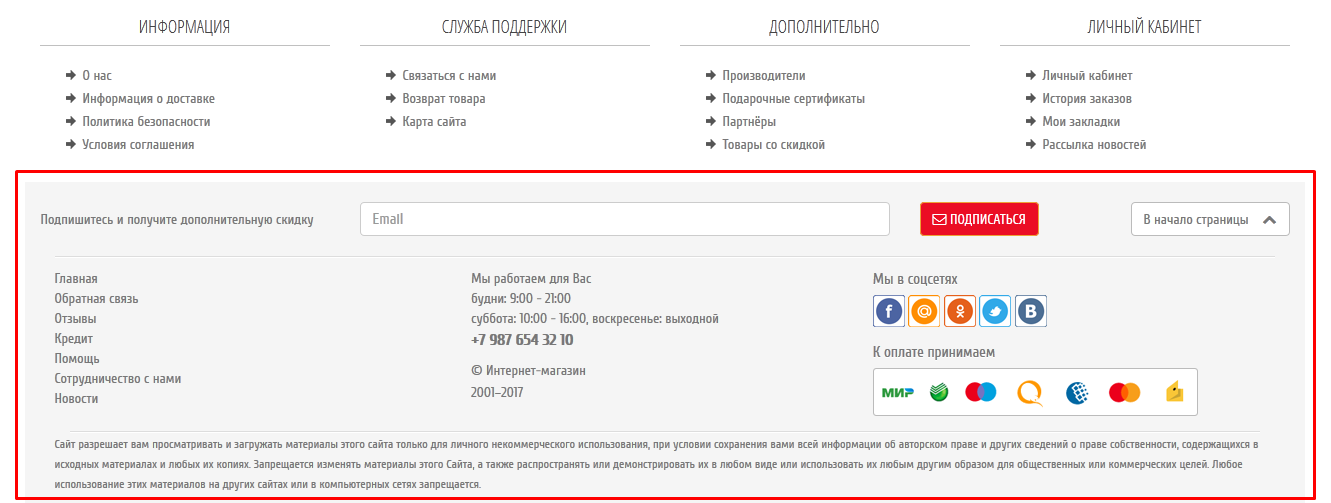 ИНФОРМАЦИЯ
О нас
Информация о доставке
Политика безопасности
Условия соглашения
СЛУЖБА ПОДДЕРЖКИ
Связаться с нами
Возврат товара
Карта сайта
ДОПОЛНИТЕЛЬНО
Производители
Подарочные сертификаты
Партнёры
Товары со скидкой
ЛИЧНЫЙ КАБИНЕТ
Личный кабинет
История заказов
Мои закладки
Рассылка новостей
Подпишитесь и получите дополнительную скидку
Email
ПОДПИСАТЬСЯ
В начало страницы
Главная
Обратная связь
Отзывы
Кредит
Помощь
Сотрудничество с нами
Новости
Мы работаем для Вас
будни: 9:00 - 21:00
суббота: 10:00 - 16:00, воскресенье: выходной
+7 987 654 32 10
© Интернет-магазин
2001–2017
Мы в соцсетях
f @ B
К оплате принимаем
МИР
Сайт разрешает вам просматривать и загружать материалы этого сайта только для личного некоммерческого использования, при условии сохранения вами всей информации об авторском праве и других сведений о праве собственности, содержащихся в
исходных материалах и любых их копиях. Запрещается изменять материалы этого Сайта, а также распространять или демонстрировать их в любом виде или использовать их любым другим образом для общественных или коммерческих целей. Любое
использование этих материалов на других сайтах или в компьютерных сетях запрещается.